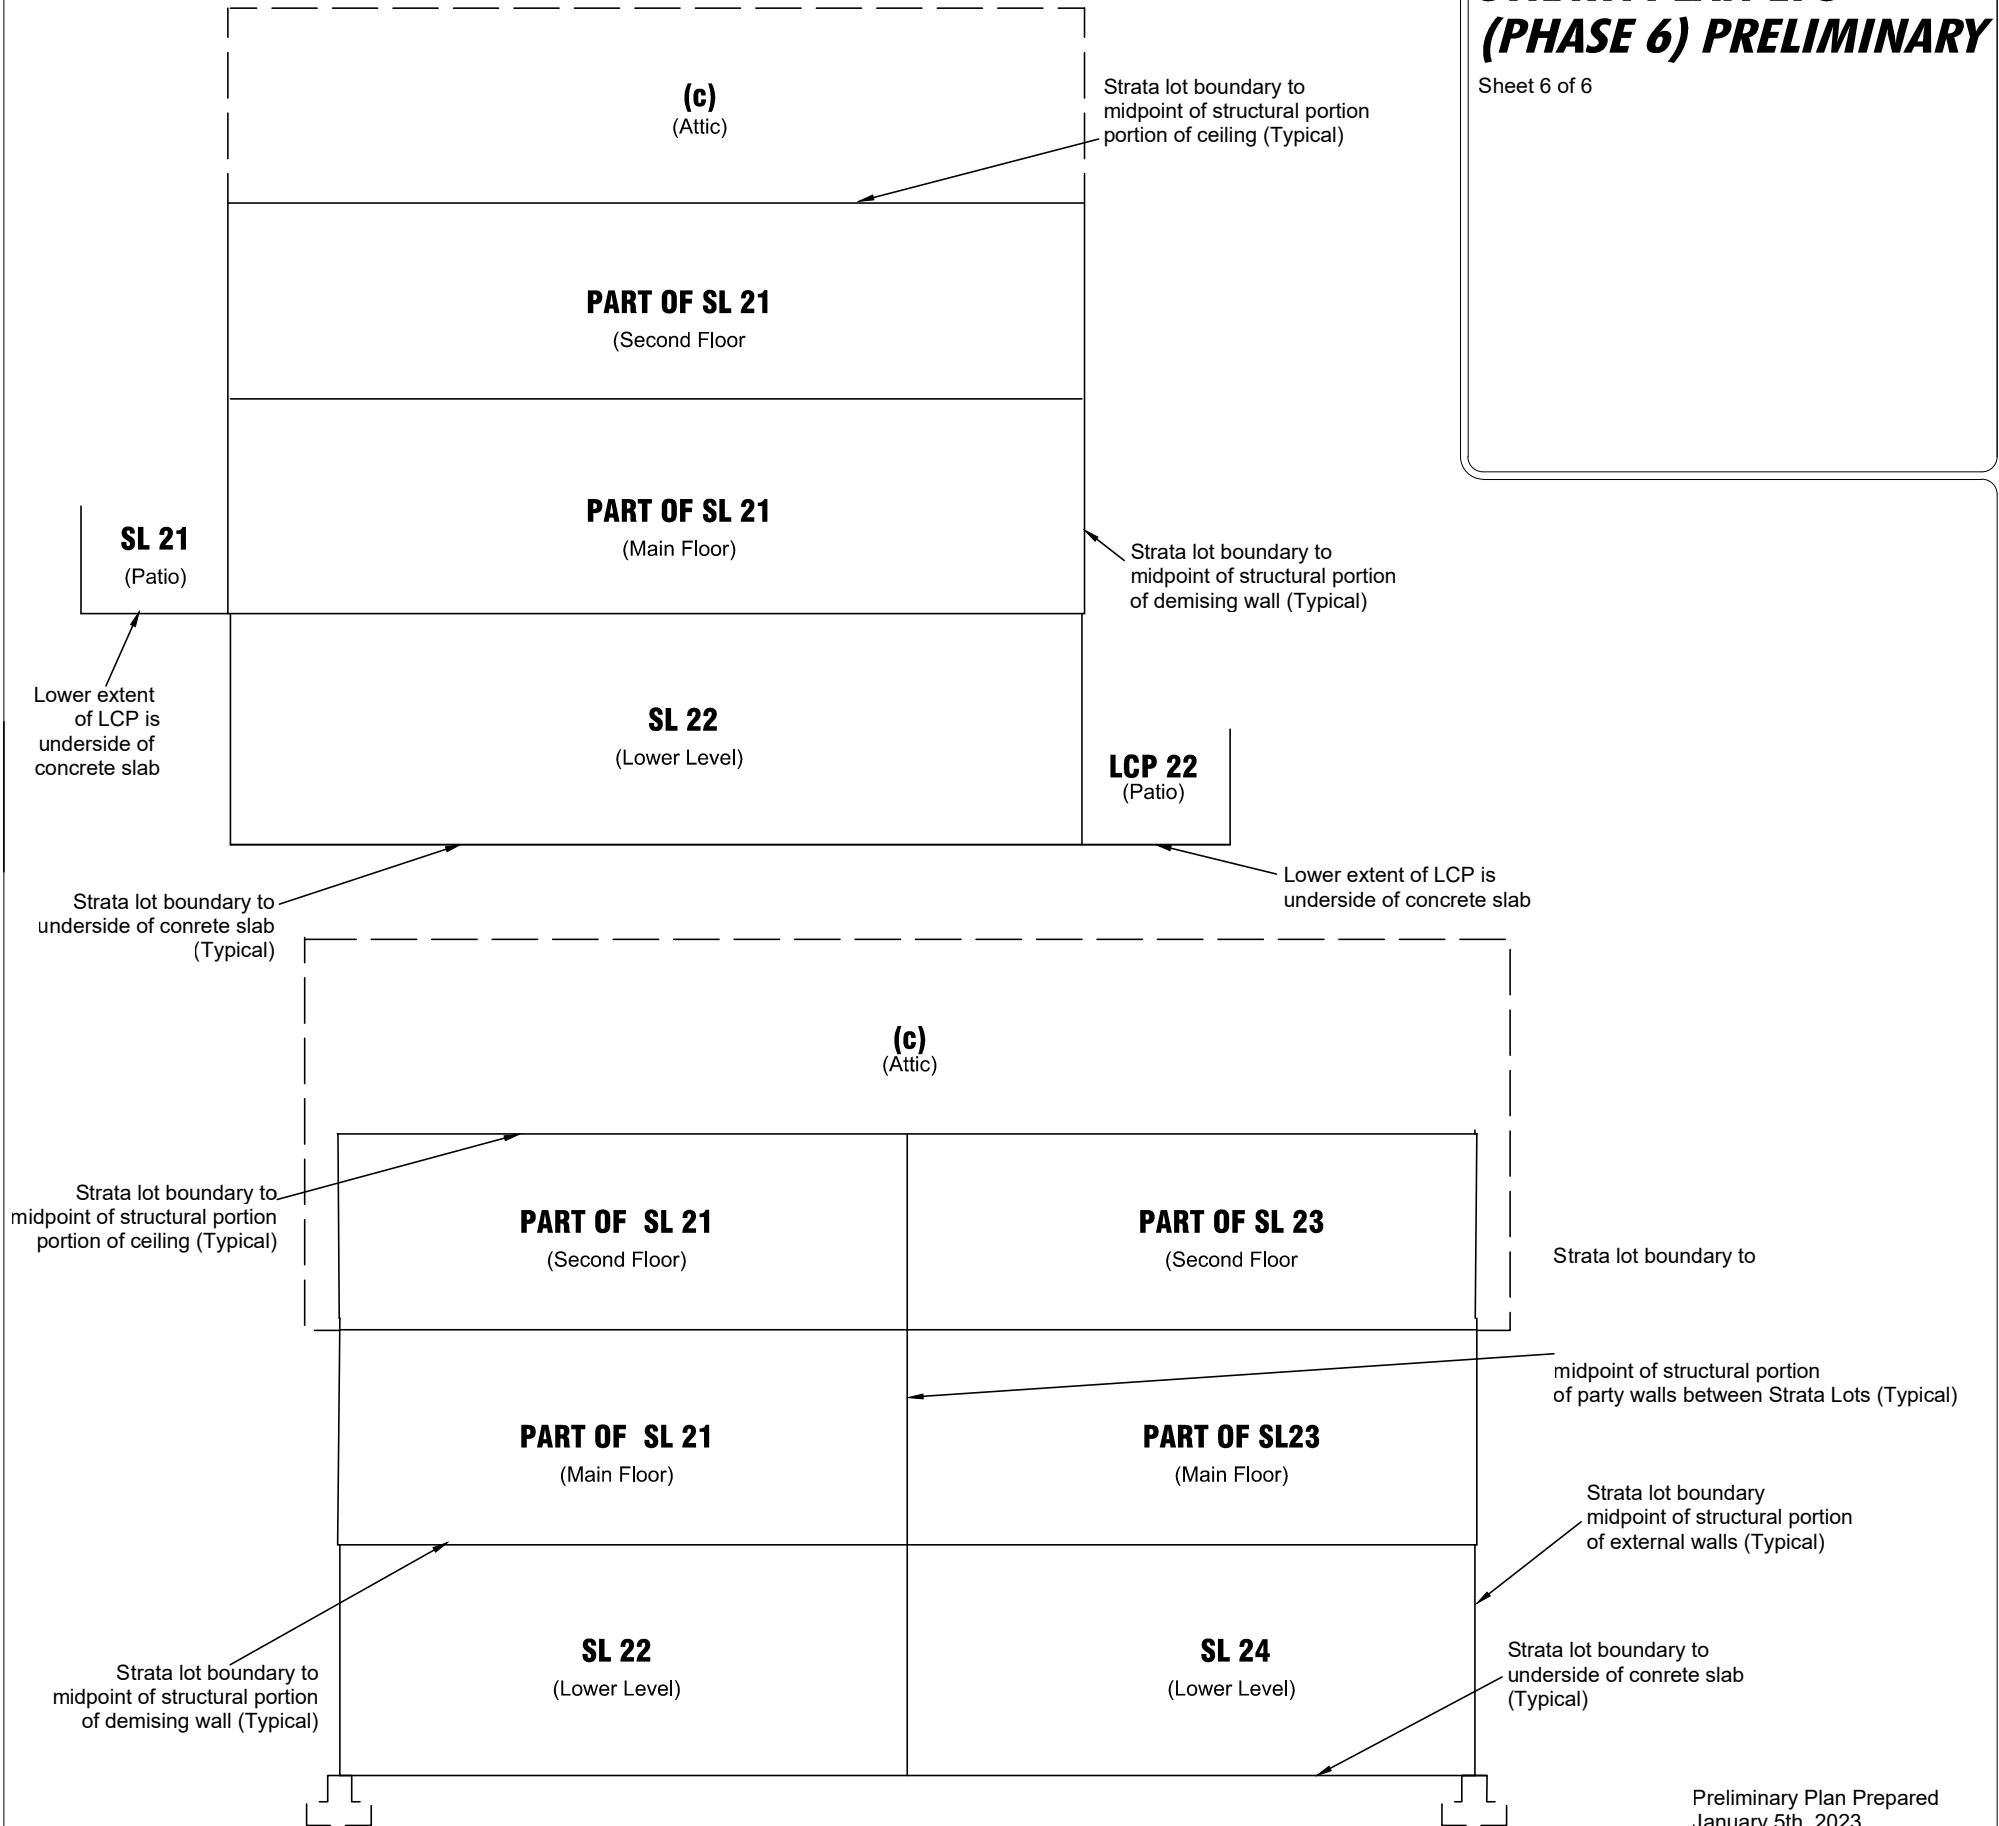 (PHASE 6) PRELIMINARY
Sheet 6 of 6
(c)
(Attic)
Strata lot boundary to
midpoint of structural portion
portion of ceiling (Typical)
PART OF SL 21
(Second Floor
PART OF SL 21
(Main Floor)
SL 21
(Patio)
Strata lot boundary to
midpoint of structural portion
of demising wall (Typical)
Lower extent
of LCP is
underside of
concrete slab
SL 22
(Lower Level)
LCP 22
(Patio)
Strata lot boundary to
underside of conrete slab
(Typical)
Lower extent of LCP is
underside of concrete slab
(c)
(Attic)
Strata lot boundary to
midpoint of structural portion
portion of ceiling (Typical)
PART OF  SL 21
(Second Floor)
PART OF SL 23
(Second Floor
Strata lot boundary to
midpoint of structural portion
of party walls between Strata Lots (Typical)
PART OF  SL 21
(Main Floor)
PART OF SL23
(Main Floor)
Strata lot boundary
midpoint of structural portion
of external walls (Typical)
Strata lot boundary to
midpoint of structural portion
of demising wall (Typical)
SL 22
(Lower Level)
SL 24
(Lower Level)
Strata lot boundary to
underside of conrete slab
(Typical)
Preliminary Plan Prepared
January 5th, 2023